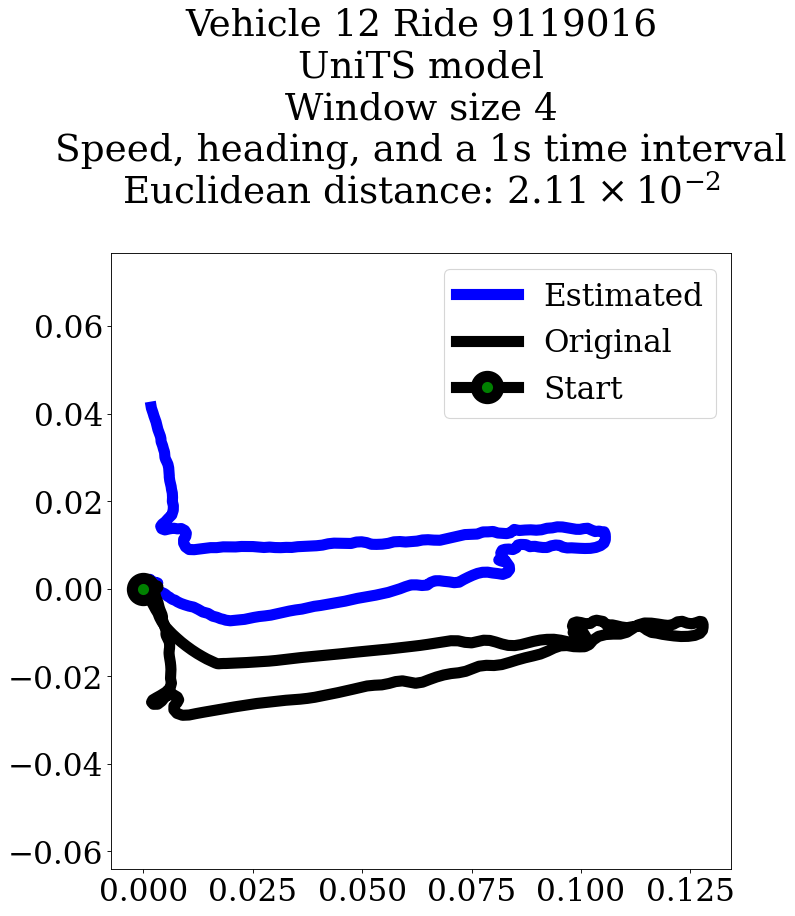 Vehicle 12 Ride 9119016
UniTS model
Window size 4
Speed, heading, and a 1s time interval
Euclidean distance: 2.11 × 10⁻²
Estimated
Original
Start
0.06
0.04
0.02
0.00
−0.02
−0.04
−0.06
0.000 0.025 0.050 0.075 0.100 0.125